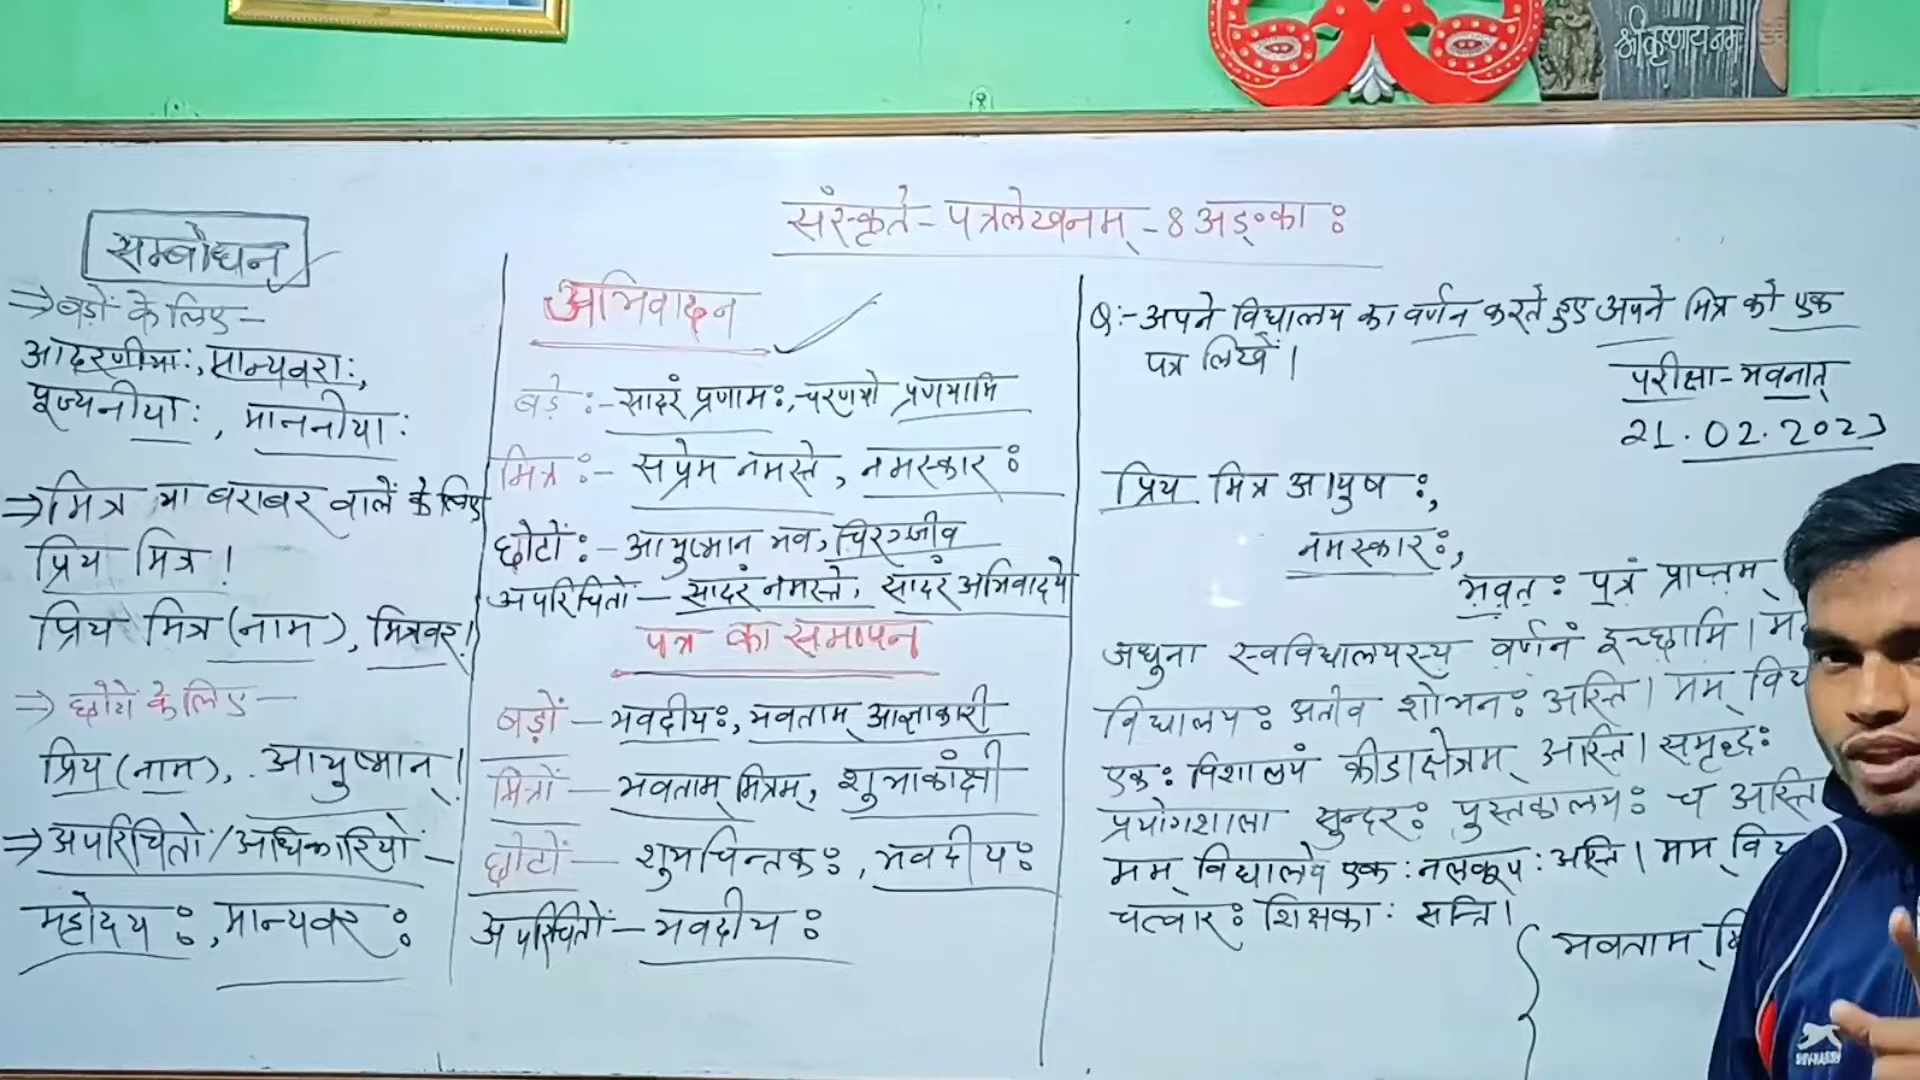 श्रीकृष्णाय नमः
संस्कृते - पत्रलेखनम् - 8 अङ्काः
सम्बोधन
⇒ बड़ों के लिए -
आदरणीयाः, मान्यवराः,
पूज्यनीयाः, माननीयाः
⇒ मित्र या बराबर वालें के लिए
प्रिय मित्र !
प्रिय मित्र (नाम), मित्रवर !
⇒ छोटों के लिए -
प्रिय (नाम), आयुष्मान् !
⇒ अपरिचितों/अधिकारियों -
महोदयः, मान्यवरः
अभिवादन
बड़े :- सादरं प्रणामः, चरणयो प्रणमामि
मित्र :- सप्रेम नमस्ते, नमस्कारः
छोटों :- आयुष्मान भव, चिरञ्जीव
अपरिचितों - सादरं नमस्ते, सादरं अभिवादये
पत्र का समापन
बड़ों - भवदीयः, भवताम् आज्ञाकारी
मित्रों - भवताम् मित्रम्, शुभाकांक्षी
छोटों - शुभचिन्तकः, भवदीयः
अपरिचितों - भवदीयः
Q:- अपने विद्यालय का वर्णन करते हुए अपने मित्र को एक
पत्र लिखें।
परीक्षा - भवनात्
21.02.2023
प्रिय मित्र आयुषः,
नमस्कारः,
भवतः पत्रं प्राप्तम्
अधुना स्वविद्यालयस्य वर्णनं इच्छामि।
विद्यालयः अतीव शोभनः अस्ति। मम् विद्य
एकः विशालयं क्रीडाक्षेत्रम् अस्ति। समृद्धः
प्रयोगशाला सुन्दरः पुस्तकालयः च अस्ति
मम् विद्यालये एकः नलकूपः अस्ति। मम् विद्य
चत्वारः शिक्षकाः सन्ति।
भवताम् मि
SHIV-NARESH